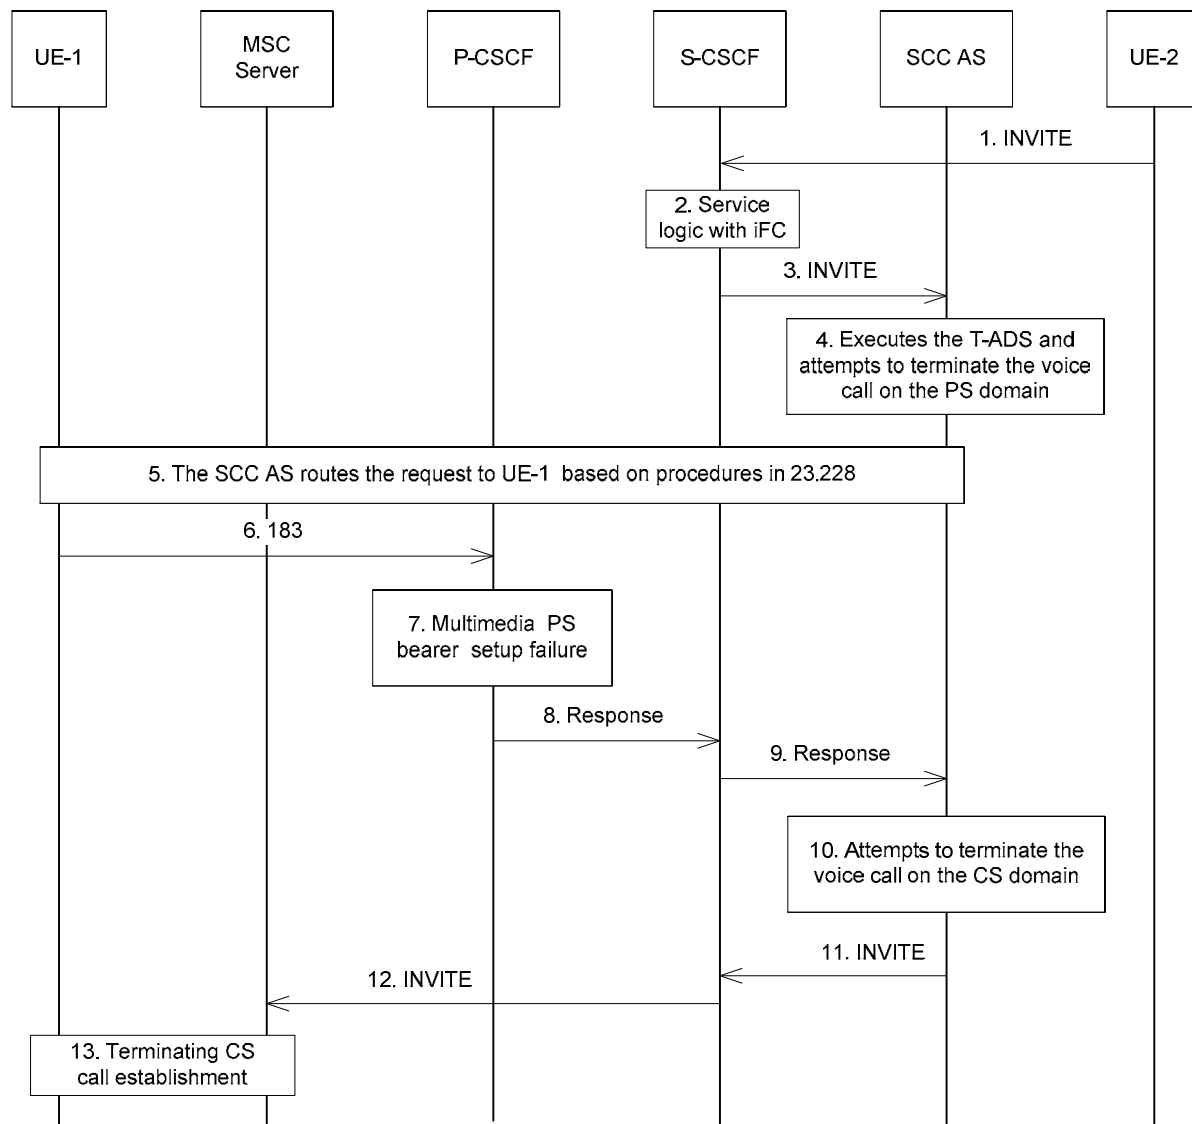 UE-1
MSC
Server
P-CSCF
S-CSCF
SCC AS
UE-2
1. INVITE
2. Service
logic with iFC
3. INVITE
4. Executes the T-ADS and
attempts to terminate the voice
call on the PS domain
5. The SCC AS routes the request to UE-1 based on procedures in 23.228
6. 183
7. Multimedia PS
bearer setup failure
8. Response
9. Response
10. Attempts to terminate the
voice call on the CS domain
11. INVITE
12. INVITE
13. Terminating CS
call establishment